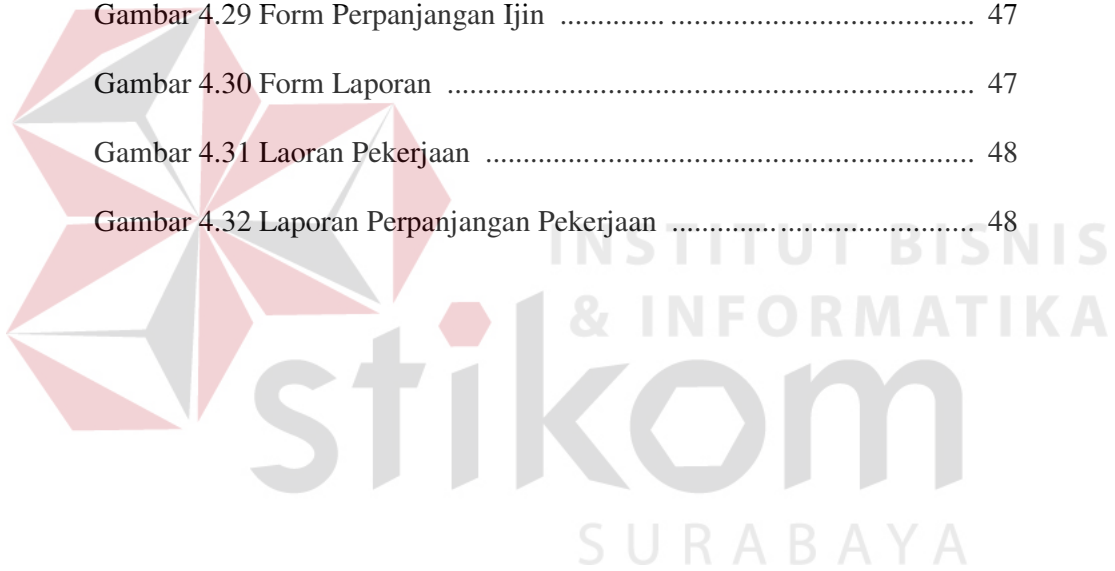 Gambar 4.29 Form Perpanjangan Ijin ............. ...................................... 47
Gambar 4.30 Form Laporan .................................................................. 47
Gambar 4.31 Laoran Pekerjaan ............................................................. 48
Gambar 4.32 Laporan Perpanjangan Pekerjaan ...................................... 48
INSTITUT BISNIS
& INFORMATIKA
stikom
SURABAYA